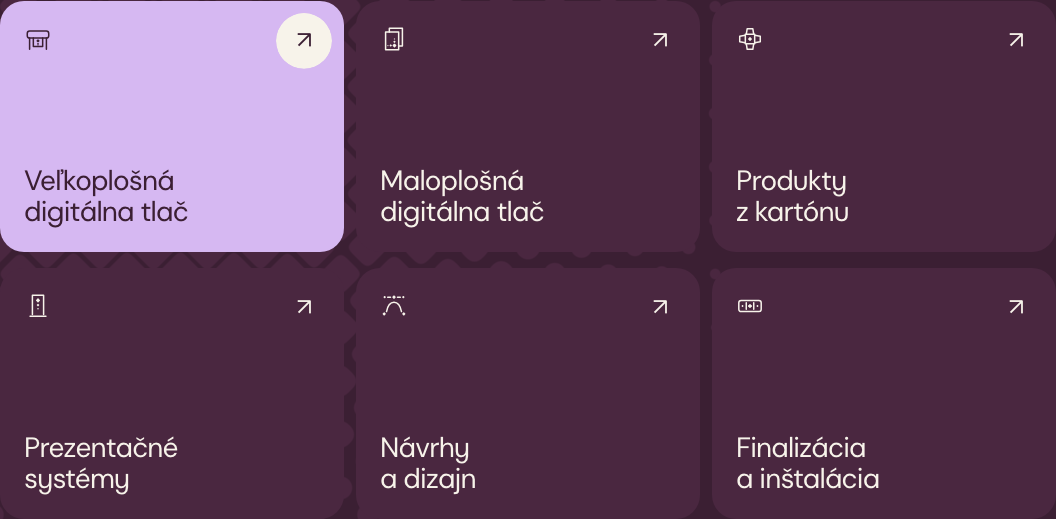 Veľkoplošná
digitálna tlač
Maloplošná
digitálna tlač
Produkty
z kartónu
Prezentačné
systémy
Návrhy
a dizajn
Finalizácia
a inštalácia